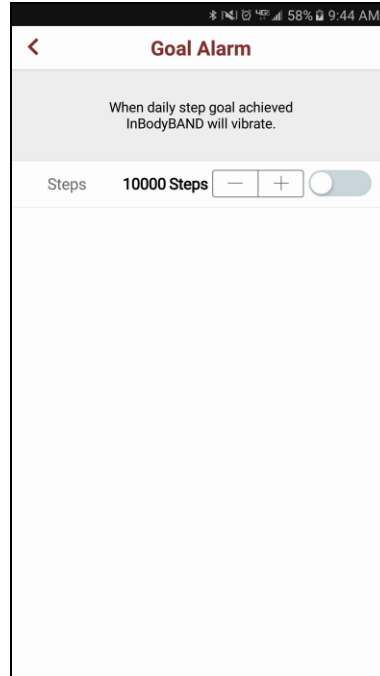 58% 9:44 AM
Goal Alarm
When daily step goal achieved
InBodyBAND will vibrate.
Steps 10000 Steps